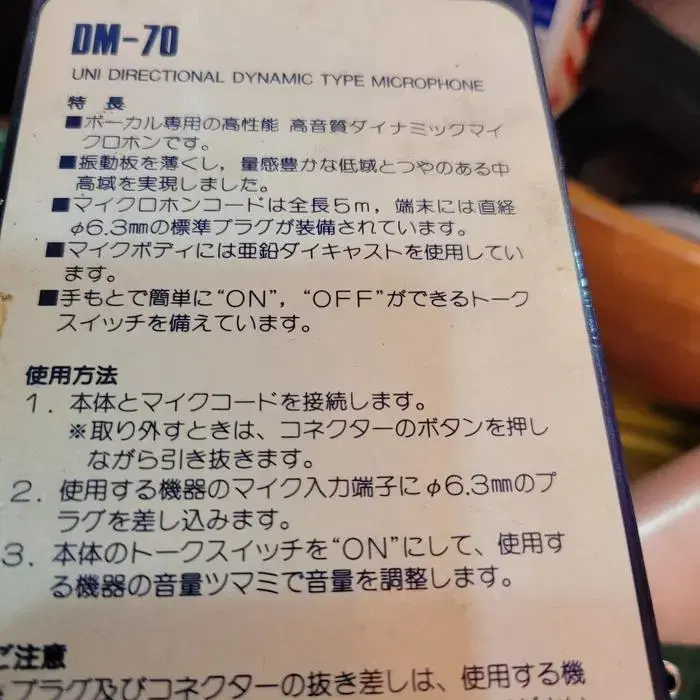 DM-70
UNI DIRECTIONAL DYNAMIC TYPE MICROPHONE
特 長
■ボーカル専用の高性能 高音質ダイナミックマイ
クロホンです。
■振動板を薄くし，量感豊かな低域とつやのある中
高域を実現しました。
■マイクロホンコードは全長5m，端末には直経
φ6.3㎜の標準プラグが装備されています。
■マイクボディには亜鉛ダイキャストを使用してい
ます。
■手もとで簡単に“ON”，“OFF”ができるトーク
スイッチを備えています。
使用方法
1．本体とマイクコードを接続します。
※取り外すときは、コネクターのボタンを押し
ながら引き抜きます。
2．使用する機器のマイク入力端子にφ6.3㎜のプ
ラグを差し込みます。
3．本体のトークスイッチを“ON”にして、使用す
る機器の音量ツマミで音量を調整します。
ご注意
プラグ及びコネクターの抜き差しは、使用する機